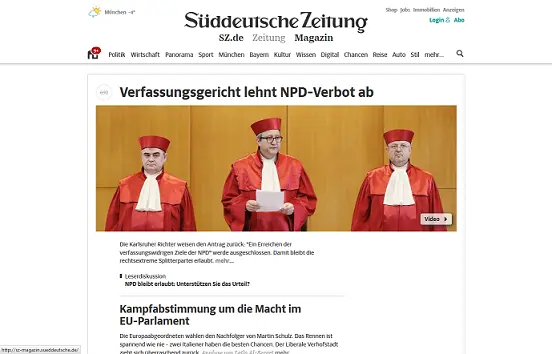 München -4°
Süddeutsche Zeitung
Shop Jobs Immobilien Anzeigen
Login Abo
SZ.de Zeitung Magazin
Politik Wirtschaft Panorama Sport München Bayern Kultur Wissen Digital Chancen Reise Auto Stil mehr...
Verfassungsgericht lehnt NPD-Verbot ab
Video
Die Karlsruher Richter weisen den Antrag zurück: "Ein Erreichen der
verfassungswidrigen Ziele der NPD" werde ausgeschlossen. Damit bleibt die
rechtsextreme Splitterpartei erlaubt. mehr...
Leserdiskussion
NPD bleibt erlaubt: Unterstützen Sie das Urteil?
Kampfabstimmung um die Macht im
EU-Parlament
Die Europaabgeordneten wählen den Nachfolger von Martin Schulz. Das Rennen ist
spannend wie nie - zwei Italiener haben die besten Chancen. Der Liberale Verhofstadt
zieht sich überraschend zurück. mehr...
http://sz-magazin.sueddeutsche.de/